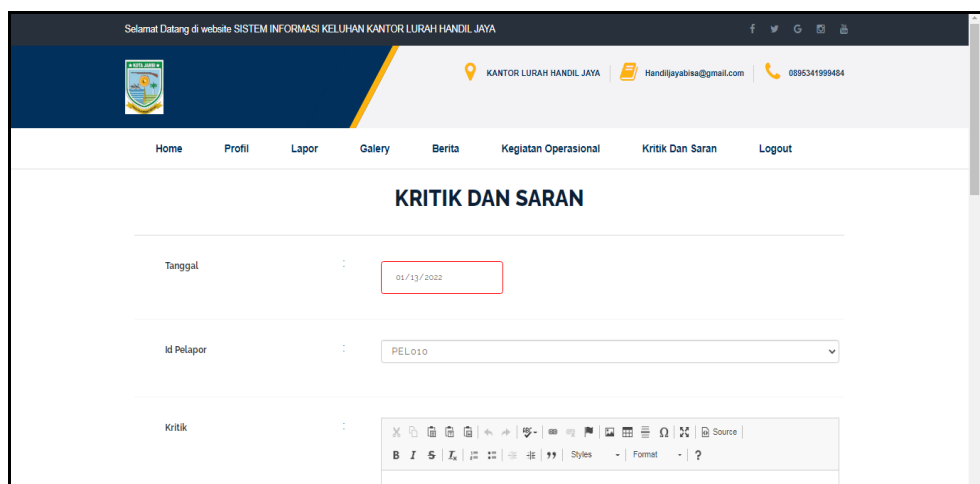 Selamat Datang di website SISTEM INFORMASI KELUHAN KANTOR LURAH HANDIL JAYA
KOTA JAMBI
KANTOR LURAH HANDIL JAYA
Handiljayabisa@gmail.com
0895341999484
Home Profil Lapor Galery Berita Kegiatan Operasional Kritik Dan Saran Logout
KRITIK DAN SARAN
Tanggal : 01/13/2022
Id Pelapor : PEL010
Kritik :
Source
B I S Styles Format ?